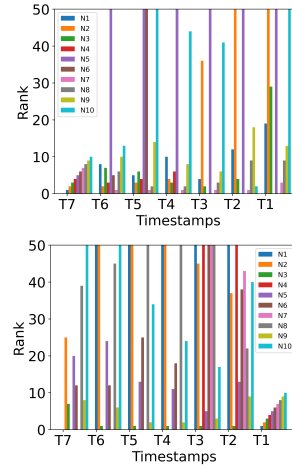 50
40
30
20
10
0
Rank
N1
N2
N3
N4
N5
N6
N7
N8
N9
N10
T7 T6 T5 T4 T3 T2 T1
Timestamps
50
40
30
20
10
0
Rank
N1
N2
N3
N4
N5
N6
N7
N8
N9
N10
T7 T6 T5 T4 T3 T2 T1
Timestamps